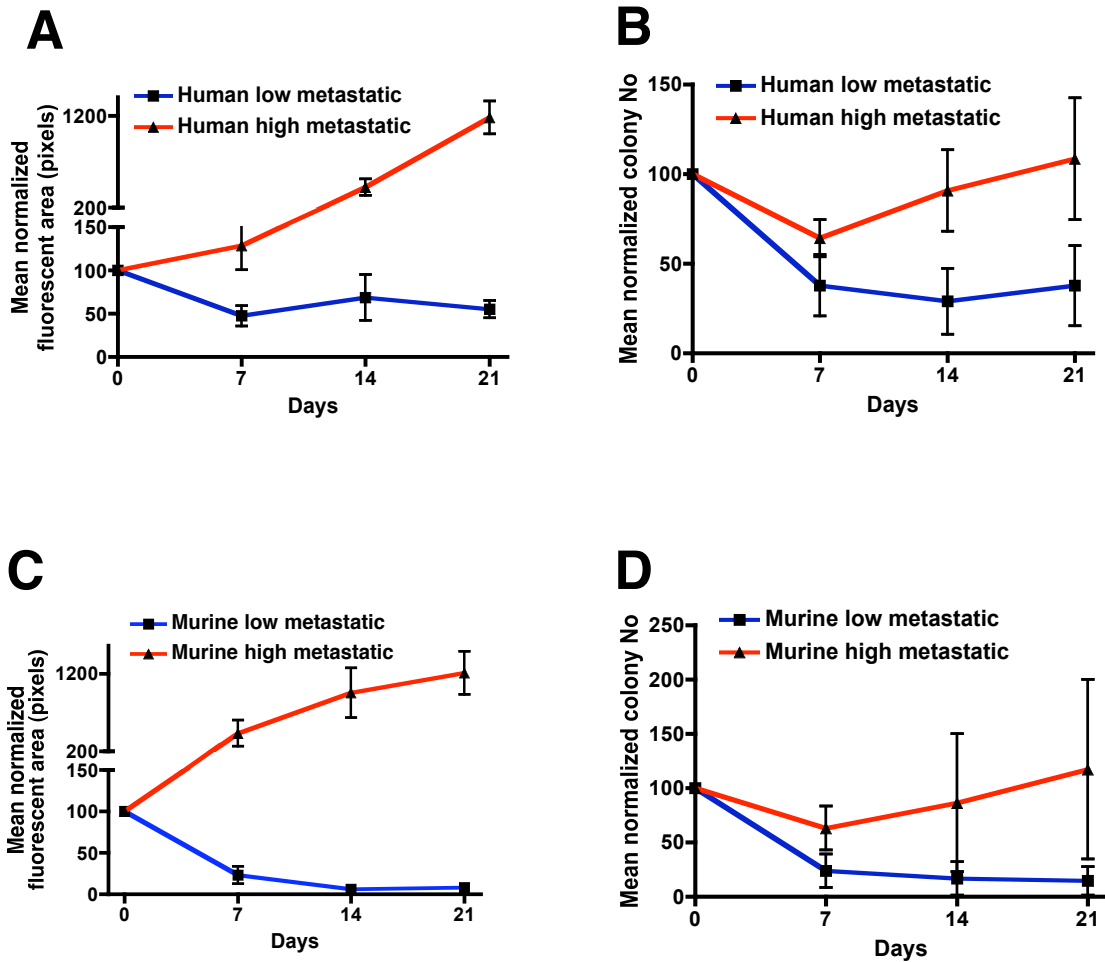 A
Human low metastatic
Human high metastatic
Mean normalized
fluorescent area (pixels)
1200
200
150
100
50
0
0 7 14 21
Days
B
Human low metastatic
Human high metastatic
Mean normalized colony No
150
100
50
0
0 7 14 21
Days
C
Murine low metastatic
Murine high metastatic
Mean normalized
fluorescent area (pixels)
1200
200
150
100
50
0
0 7 14 21
Days
D
Murine low metastatic
Murine high metastatic
Mean normalized colony No
250
200
150
100
50
0
0 7 14 21
Days